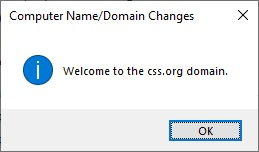 Computer Name/Domain Changes
Welcome to the css.org domain.
OK